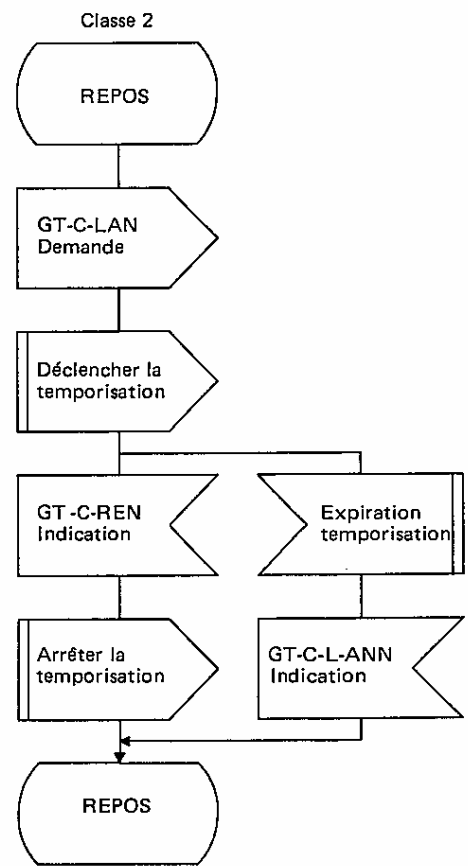 Classe 2
REPOS
GT-C-LAN
Demande
Déclencher la
temporisation
GT-C-REN
Indication
Expiration
temporisation
Arrêter la
temporisation
GT-C-L-ANN
Indication
REPOS